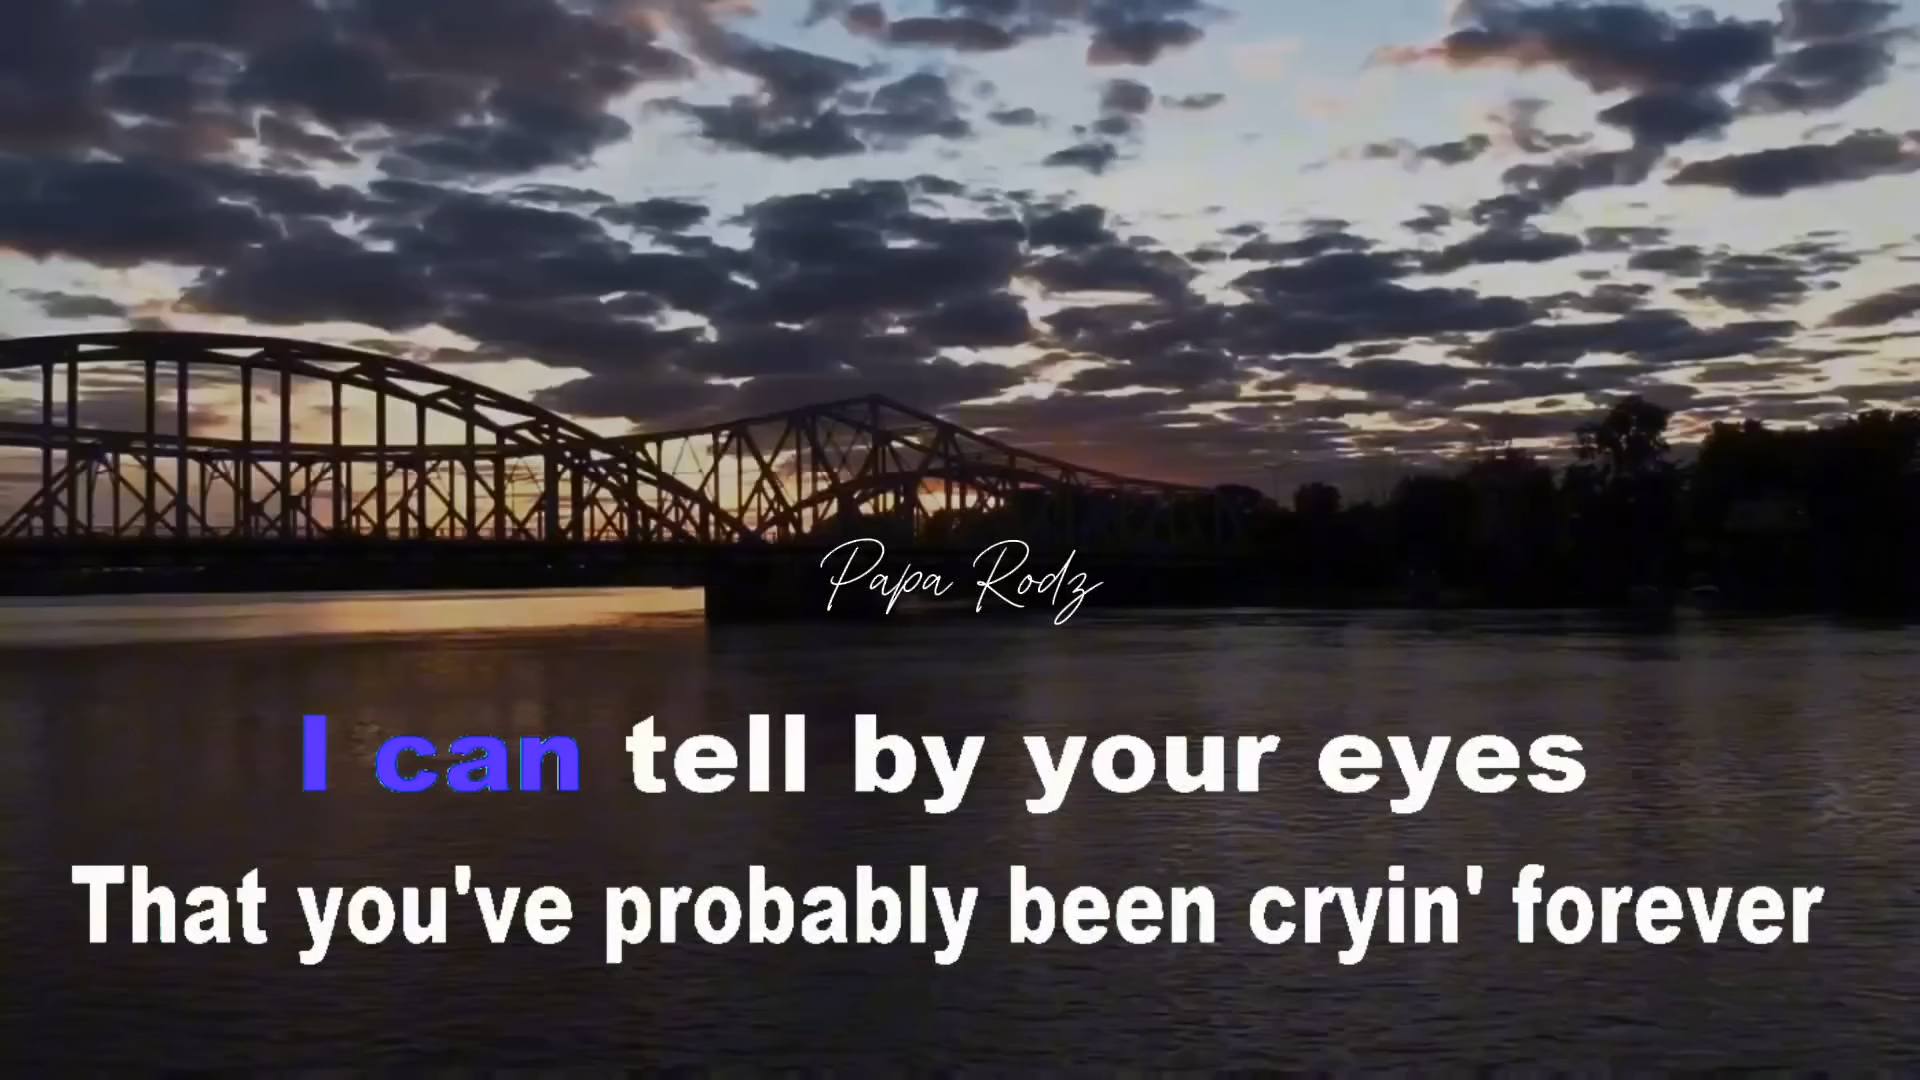 Papa Rodz
I can tell by your eyes
That you've probably been cryin' forever